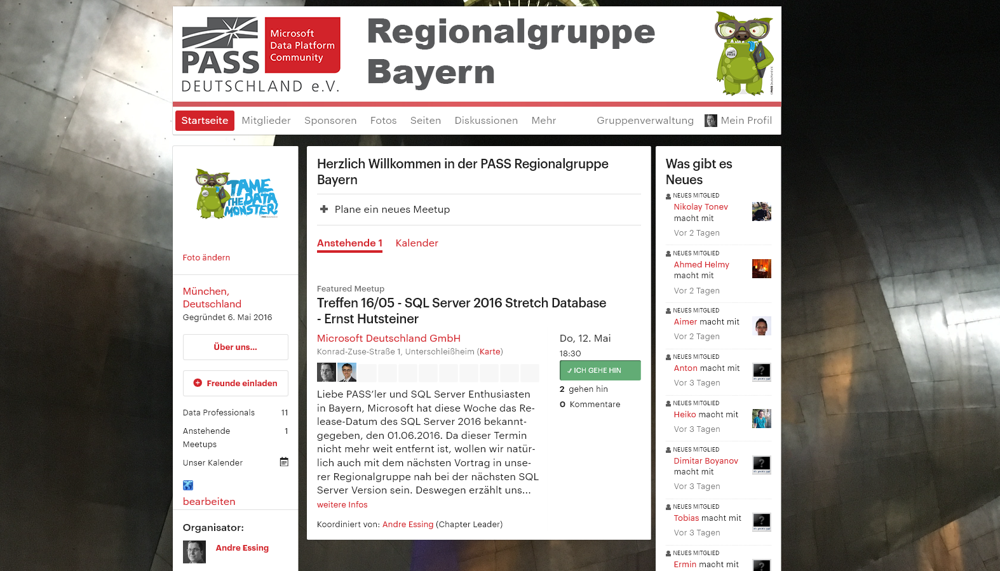 PASS
Microsoft
Data Platform
Community
DEUTSCHLAND e.V.
Regionalgruppe
Bayern
Startseite Mitglieder Sponsoren Fotos Seiten Diskussionen Mehr Gruppenverwaltung Mein Profil
TAME
THE DATA
MONSTER!
Foto ändern
München,
Deutschland
Gegründet 6. Mai 2016
Über uns...
Freunde einladen
Data Professionals 11
Anstehende 1
Meetups
Unser Kalender
bearbeiten
Organisator:
Andre Essing
Herzlich Willkommen in der PASS Regionalgruppe
Bayern
Plane ein neues Meetup
Anstehende 1 Kalender
Featured Meetup
Treffen 16/05 - SQL Server 2016 Stretch Database
- Ernst Hutsteiner
Microsoft Deutschland GmbH
Konrad-Zuse-Straße 1, Unterschleißheim (Karte)
Liebe PASS’ler und SQL Server Enthusiasten
in Bayern, Microsoft hat diese Woche das Re-
lease-Datum des SQL Server 2016 bekannt-
gegeben, den 01.06.2016. Da dieser Termin
nicht mehr weit entfernt ist, wollen wir natür-
lich auch mit dem nächsten Vortrag in unse-
rer Regionalgruppe nah bei der nächsten SQL
Server Version sein. Deswegen erzählt uns...
weitere Infos
Koordiniert von: Andre Essing (Chapter Leader)
Do, 12. Mai
18:30
ICH GEHE HIN
2 gehen hin
0 Kommentare
Was gibt es
Neues
NEUES MITGLIED
Nikolay Tonev
macht mit
Vor 2 Tagen
NEUES MITGLIED
Ahmed Helmy
macht mit
Vor 2 Tagen
NEUES MITGLIED
Aimer macht mit
Vor 2 Tagen
NEUES MITGLIED
Anton macht mit
Vor 3 Tagen
NEUES MITGLIED
Heiko macht mit
Vor 3 Tagen
NEUES MITGLIED
Dimitar Boyanov
macht mit
Vor 3 Tagen
NEUES MITGLIED
Tobias macht mit
Vor 3 Tagen
NEUES MITGLIED
Ermin macht mit